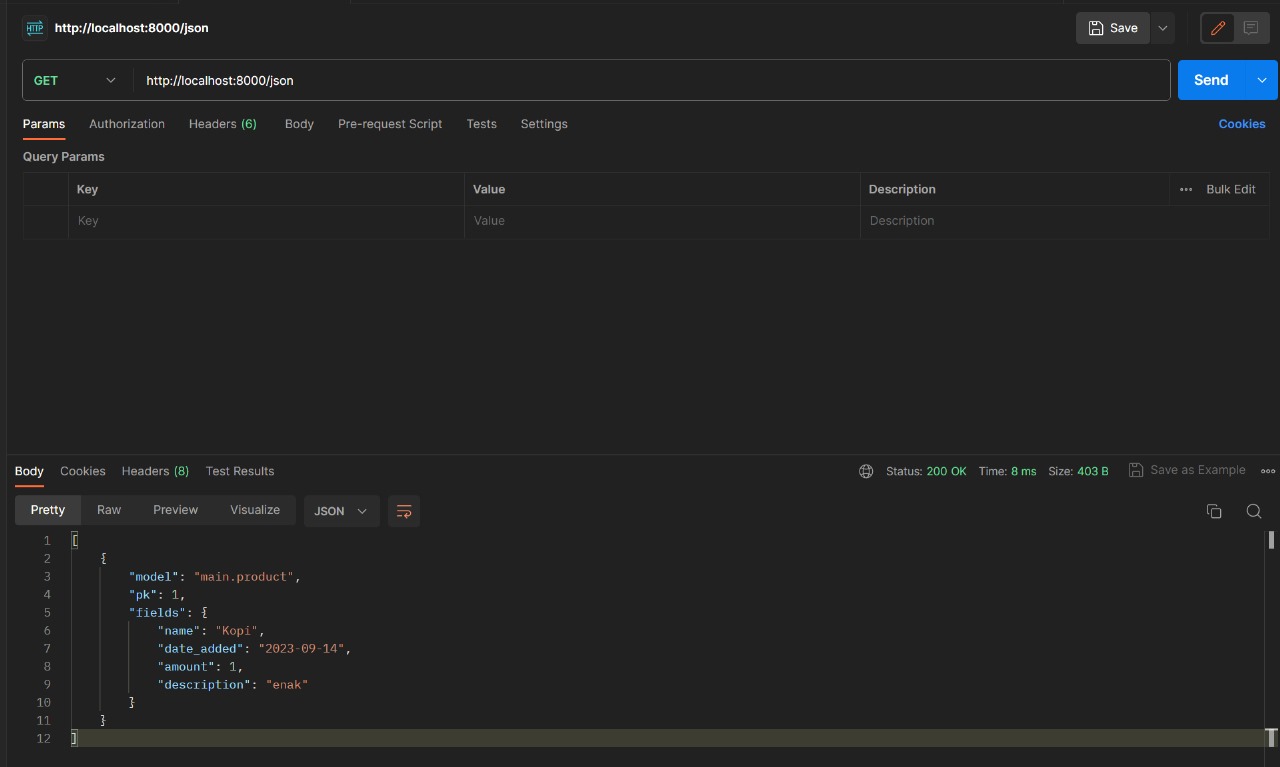 HTTP http://localhost:8000/json Save
GET http://localhost:8000/json Send
Params Authorization Headers (6) Body Pre-request Script Tests Settings Cookies
Query Params
Key Value Description ••• Bulk Edit
Key Value Description
Body Cookies Headers (8) Test Results Status: 200 OK Time: 8 ms Size: 403 B Save as Example
Pretty Raw Preview Visualize JSON
1 [
2 {
3 "model": "main.product",
4 "pk": 1,
5 "fields": {
6 "name": "Kopi",
7 "date_added": "2023-09-14",
8 "amount": 1,
9 "description": "enak"
10 }
11 }
12 ]